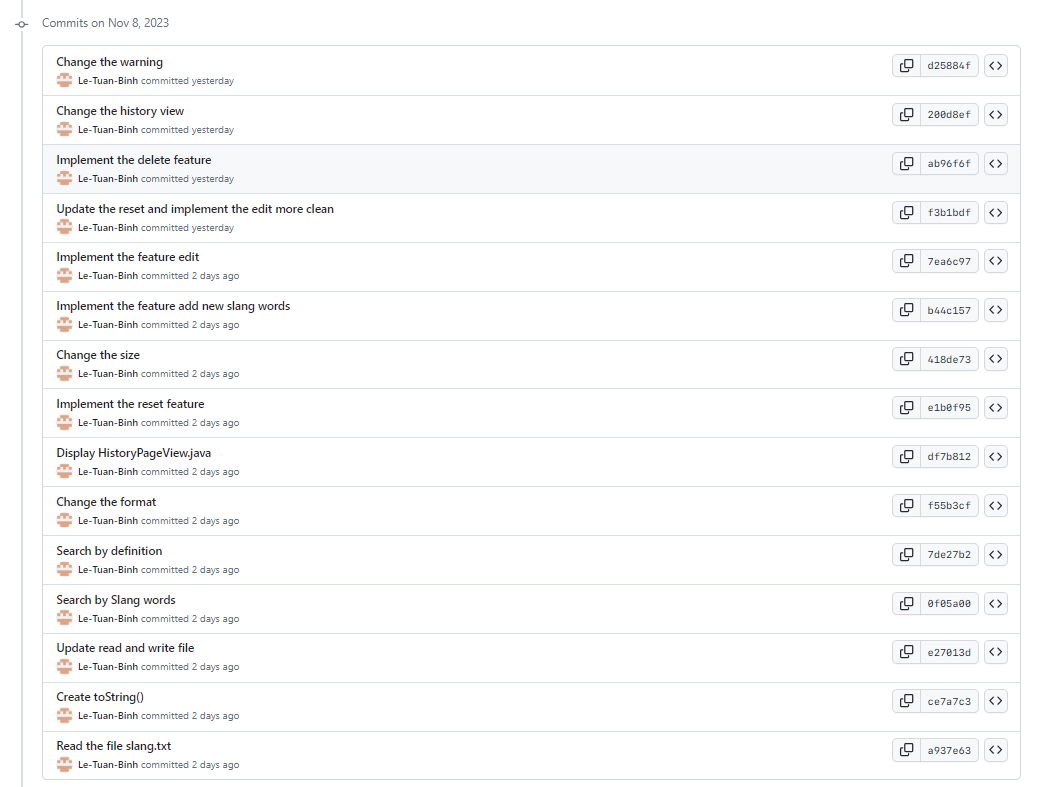 Commits on Nov 8, 2023
Change the warning
d25884f
Le-Tuan-Binh committed yesterday
Change the history view
200d8ef
Le-Tuan-Binh committed yesterday
Implement the delete feature
ab96f6f
Le-Tuan-Binh committed yesterday
Update the reset and implement the edit more clean
f3b1bdf
Le-Tuan-Binh committed yesterday
Implement the feature edit
7ea6c97
Le-Tuan-Binh committed 2 days ago
Implement the feature add new slang words
b44c157
Le-Tuan-Binh committed 2 days ago
Change the size
418de73
Le-Tuan-Binh committed 2 days ago
Implement the reset feature
e1b0f95
Le-Tuan-Binh committed 2 days ago
Display HistoryPageView.java
df7b812
Le-Tuan-Binh committed 2 days ago
Change the format
f55b3cf
Le-Tuan-Binh committed 2 days ago
Search by definition
7de27b2
Le-Tuan-Binh committed 2 days ago
Search by Slang words
0f05a00
Le-Tuan-Binh committed 2 days ago
Update read and write file
e27013d
Le-Tuan-Binh committed 2 days ago
Create toString()
ce7a7c3
Le-Tuan-Binh committed 2 days ago
Read the file slang.txt
a937e63
Le-Tuan-Binh committed 2 days ago